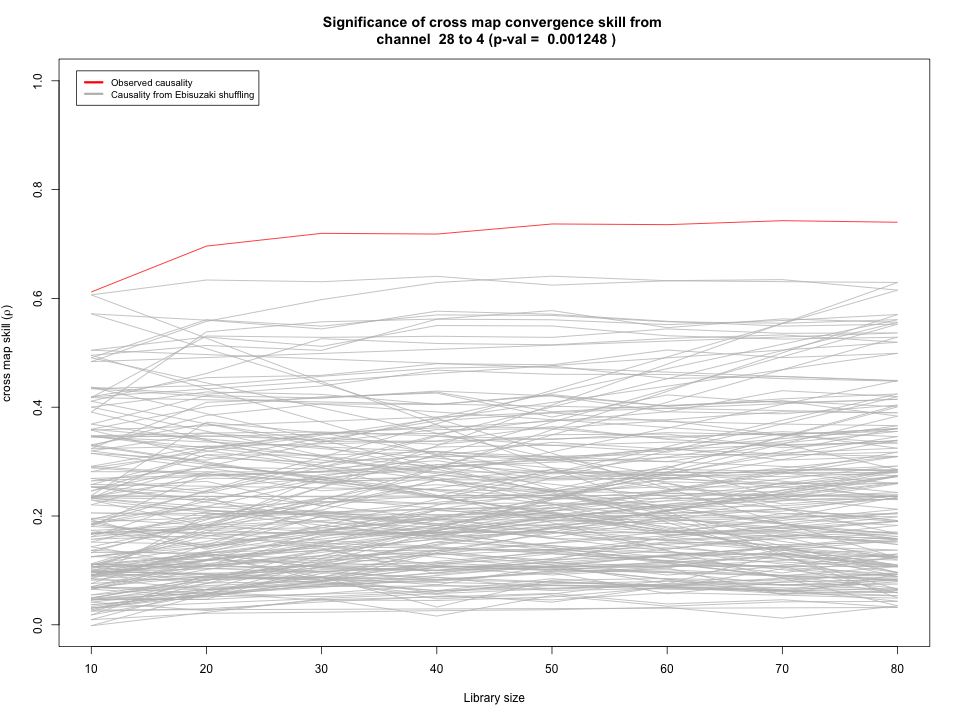 Significance of cross map convergence skill from
channel  28 to 4 (p-val =  0.001248 )
Observed causality
Causality from Ebisuzaki shuffling
cross map skill (ρ)
1.0
0.8
0.6
0.4
0.2
0.0
10 20 30 40 50 60 70 80
Library size